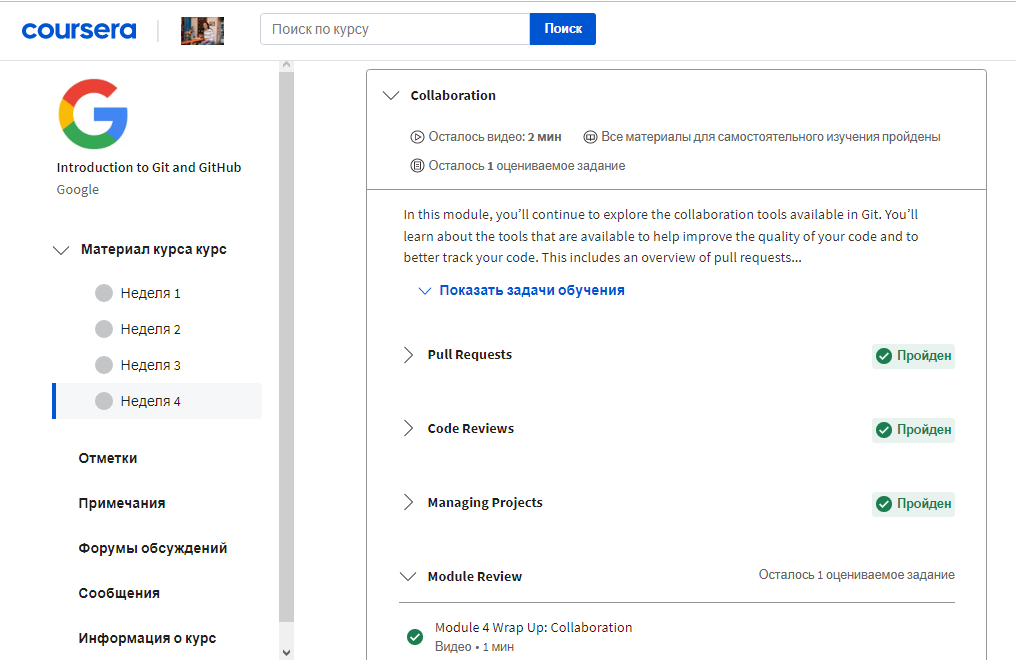 coursera
Поиск по курсу
Поиск
Introduction to Git and GitHub
Google
Материал курса курс
Неделя 1
Неделя 2
Неделя 3
Неделя 4
Отметки
Примечания
Форумы обсуждений
Сообщения
Информация о курс
Collaboration
Осталось видео: 2 мин
Все материалы для самостоятельного изучения пройдены
Осталось 1 оцениваемое задание
In this module, you’ll continue to explore the collaboration tools available in Git. You’ll
learn about the tools that are available to help improve the quality of your code and to
better track your code. This includes an overview of pull requests...
Показать задачи обучения
Pull Requests
Пройден
Code Reviews
Пройден
Managing Projects
Пройден
Module Review
Осталось 1 оцениваемое задание
Module 4 Wrap Up: Collaboration
Видео • 1 мин